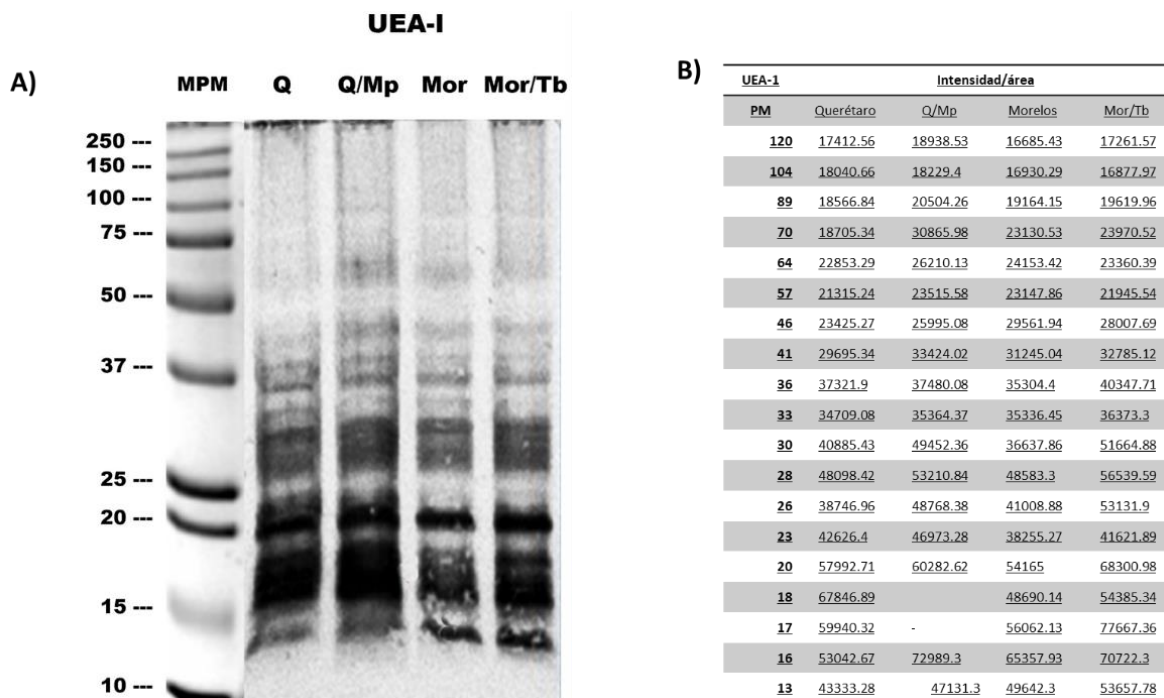 UEA-I
A)
MPM Q Q/Mp Mor Mor/Tb
250 ---
150 ---
100 ---
75 ---
50 ---
37 ---
25 ---
20 ---
15 ---
10 ---
B)
UEA-1 Intensidad/área
PM Querétaro Q/Mp Morelos Mor/Tb
120 17412.56 18938.53 16685.43 17261.57
104 18040.66 18229.4 16930.29 16877.97
89 18566.84 20504.26 19164.15 19619.96
70 18705.34 30865.98 23130.53 23970.52
64 22853.29 26210.13 24153.42 23360.39
57 21315.24 23515.58 23147.86 21945.54
46 23425.27 25995.08 29561.94 28007.69
41 29695.34 33424.02 31245.04 32785.12
36 37321.9 37480.08 35304.4 40347.71
33 34709.08 35364.37 35336.45 36373.3
30 40885.43 49452.36 36637.86 51664.88
28 48098.42 53210.84 48583.3 56539.59
26 38746.96 48768.38 41008.88 53131.9
23 42626.4 46973.28 38255.27 41621.89
20 57992.71 60282.62 54165 68300.98
18 67846.89 48690.14 54385.34
17 59940.32 - 56062.13 77667.36
16 53042.67 72989.3 65357.93 70722.3
13 43333.28 47131.3 49642.3 53657.78